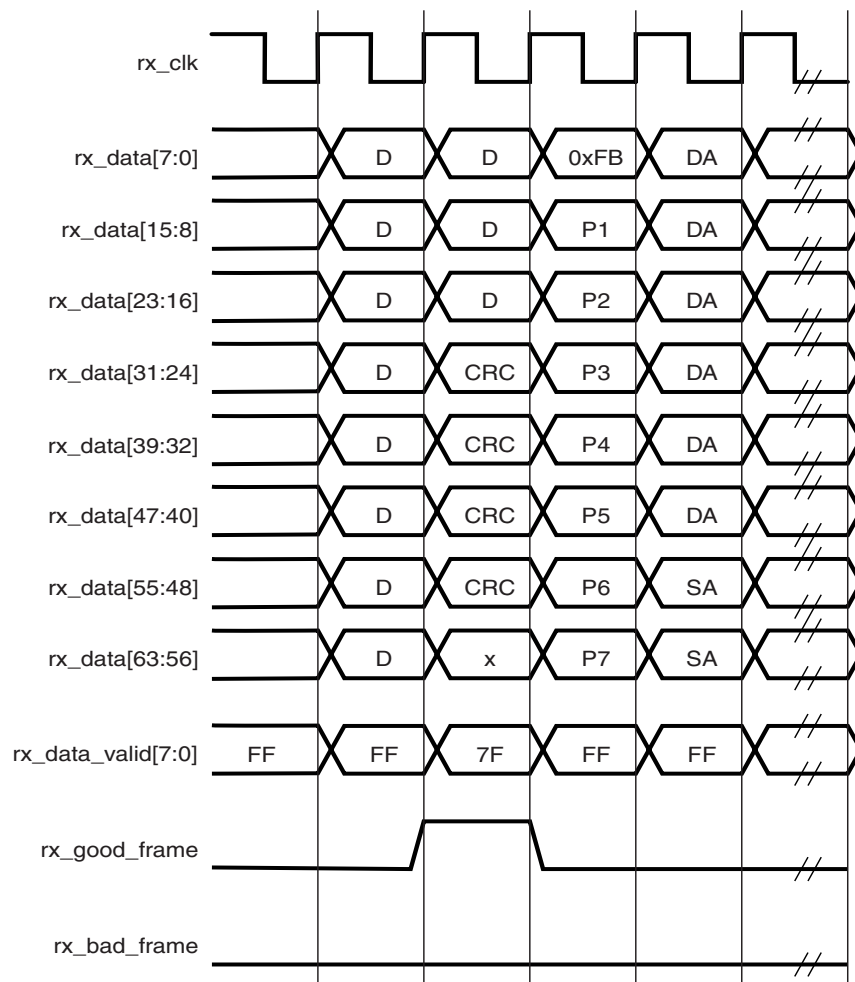 rx_clk
rx_data[7:0] D D 0xFB DA
rx_data[15:8] D D P1 DA
rx_data[23:16] D D P2 DA
rx_data[31:24] D CRC P3 DA
rx_data[39:32] D CRC P4 DA
rx_data[47:40] D CRC P5 DA
rx_data[55:48] D CRC P6 SA
rx_data[63:56] D x P7 SA
rx_data_valid[7:0] FF FF 7F FF FF
rx_good_frame
rx_bad_frame